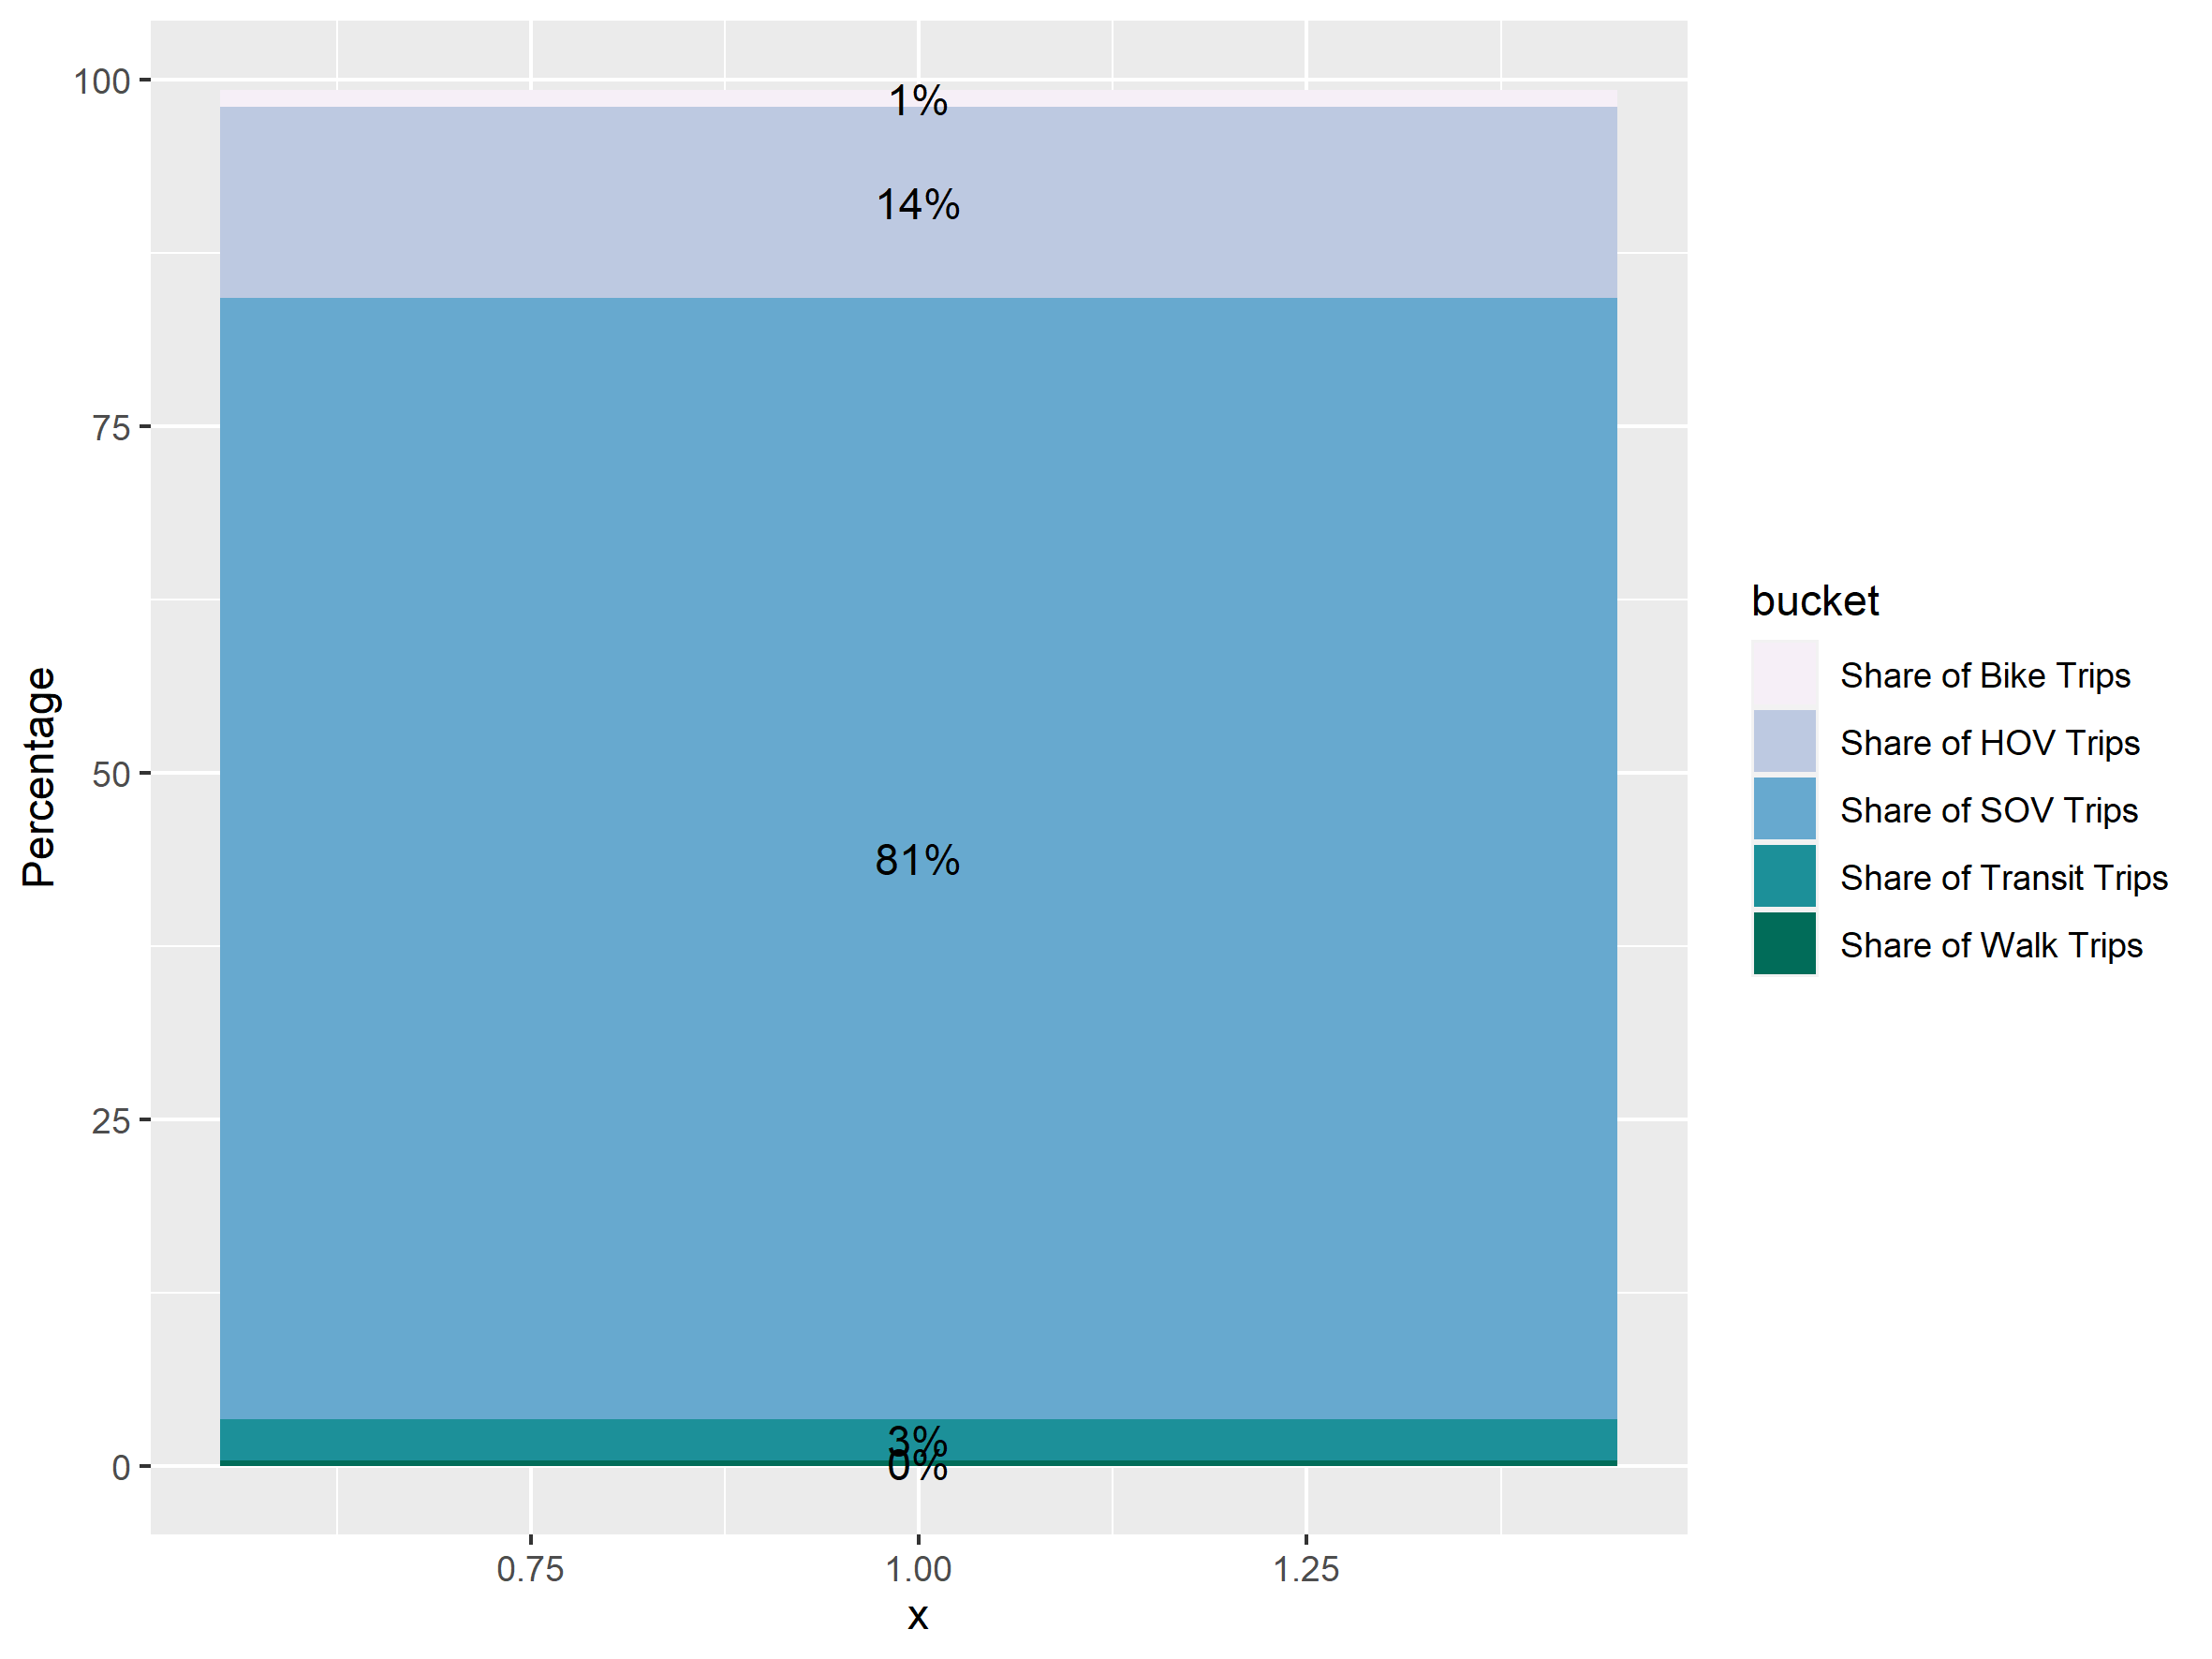 100
75
50
25
0
Percentage
1%
14%
81%
3%
0%
0.75 1.00 1.25
x
bucket
Share of Bike Trips
Share of HOV Trips
Share of SOV Trips
Share of Transit Trips
Share of Walk Trips